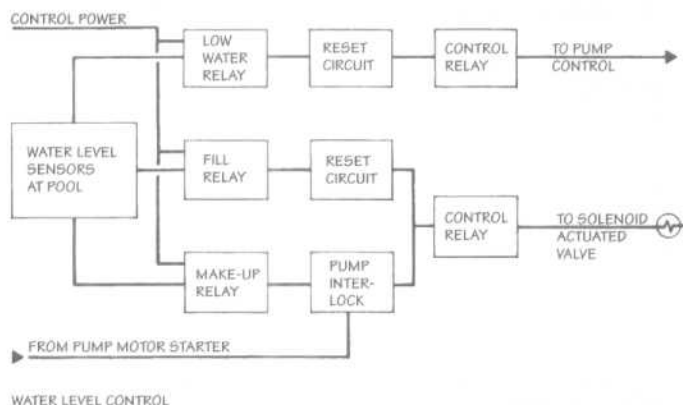 CONTROL POWER
LOW
WATER
RELAY
RESET
CIRCUIT
CONTROL
RELAY
TO PUMP
CONTROL
WATER LEVEL
SENSORS
AT POOL
FILL
RELAY
RESET
CIRCUIT
CONTROL
RELAY
TO SOLENOID
ACTUATED
VALVE
MAKE-UP
RELAY
PUMP
INTER-
LOCK
FROM PUMP MOTOR STARTER
WATER LEVEL CONTROL